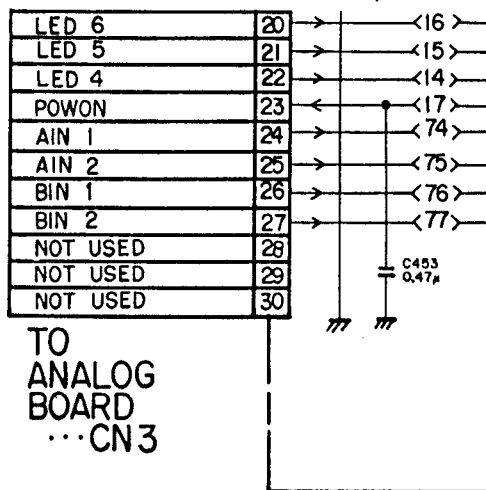 LED 6 20 <16>
LED 5 21 <15>
LED 4 22 <14>
POWON 23 <17>
AIN 1 24 <74>
AIN 2 25 <75>
BIN 1 26 <76>
BIN 2 27 <77>
NOT USED 28
NOT USED 29
NOT USED 30
C453
0.47μ
TO
ANALOG
BOARD
···CN3